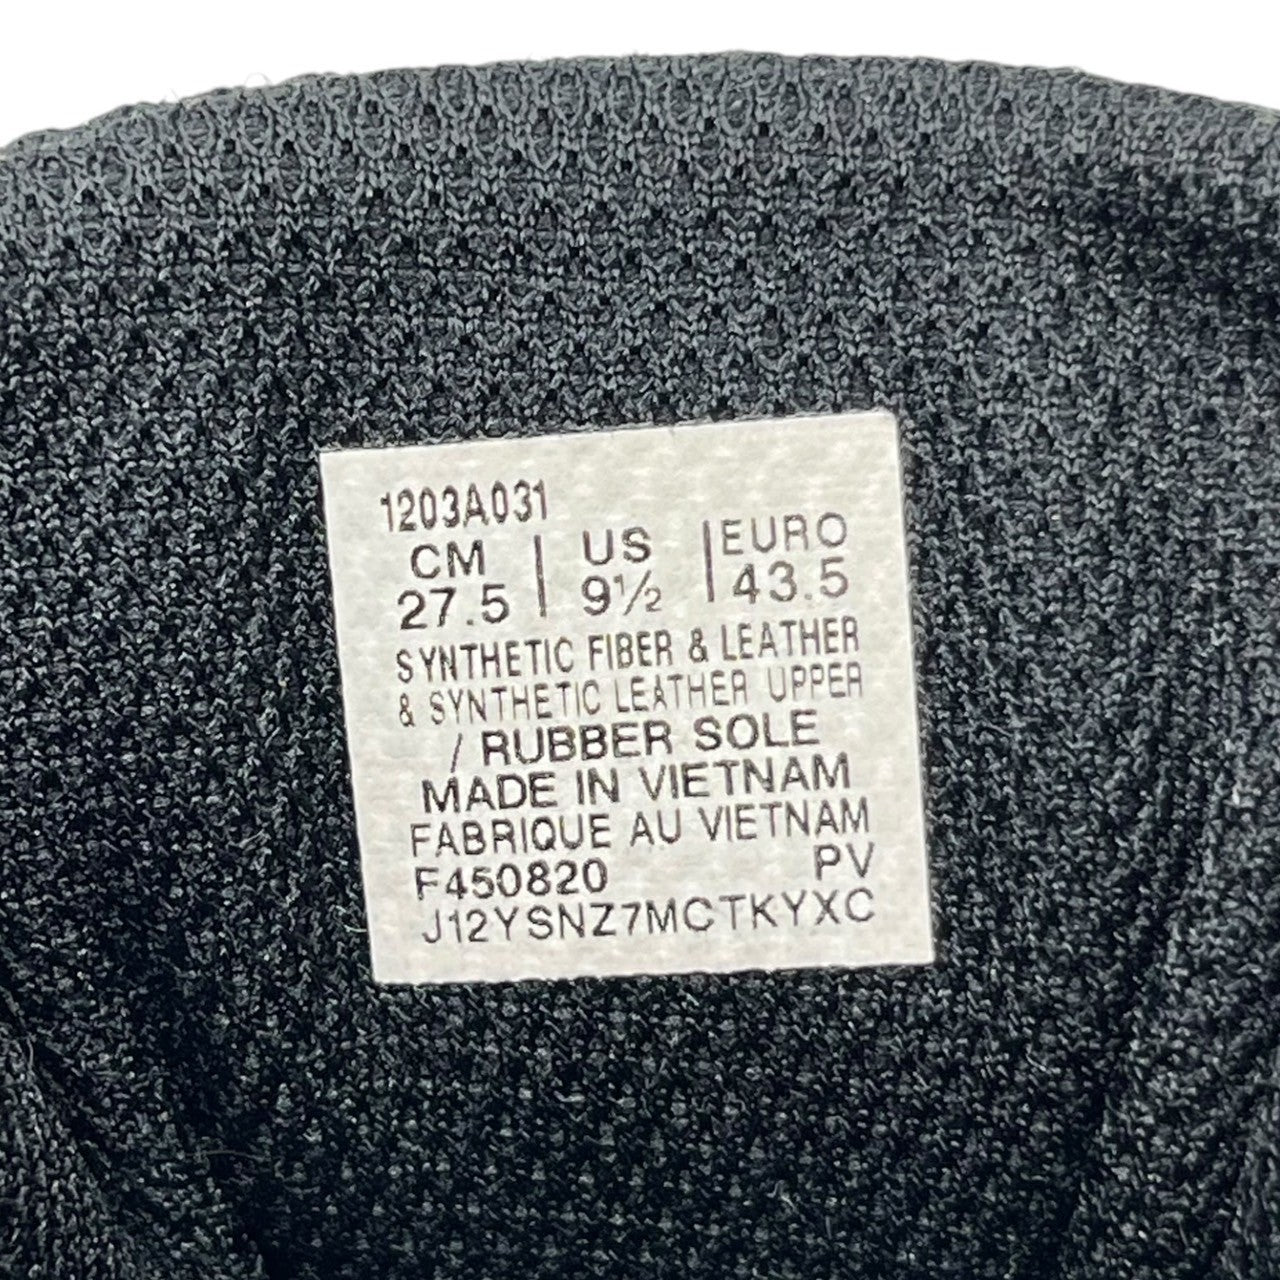 1203A031
CM | US | EURO
27.5 | 9½ | 43.5
SYNTHETIC FIBER & LEATHER
& SYNTHETIC LEATHER UPPER
/ RUBBER SOLE
MADE IN VIETNAM
FABRIQUE AU VIETNAM
F450820 PV
J12YSNZ7MCTKYXC